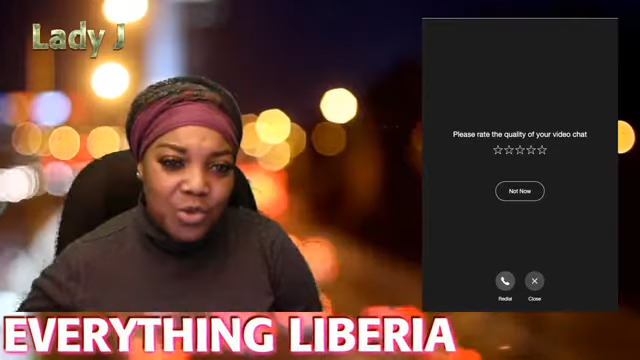 Lady J
Please rate the quality of your video chat
Not Now
Redial
Close
EVERYTHING LIBERIA